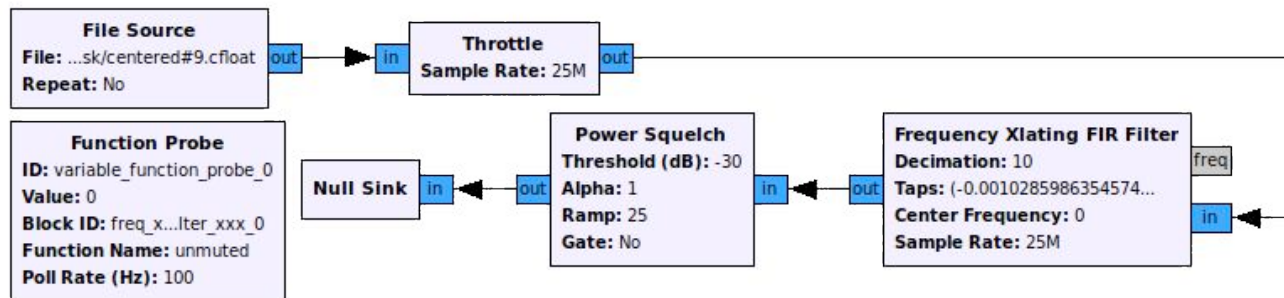 File Source
File: ...sk/centered#9.cfloat
Repeat: No
out
in
Throttle
Sample Rate: 25M
out
Function Probe
ID: variable_function_probe_0
Value: 0
Block ID: freq_x...lter_xxx_0
Function Name: unmuted
Poll Rate (Hz): 100
Null Sink
in
out
Power Squelch
Threshold (dB): -30
Alpha: 1
Ramp: 25
Gate: No
in
out
Frequency Xlating FIR Filter
Decimation: 10
Taps: (-0.0010285986354574...
Center Frequency: 0
Sample Rate: 25M
freq
in